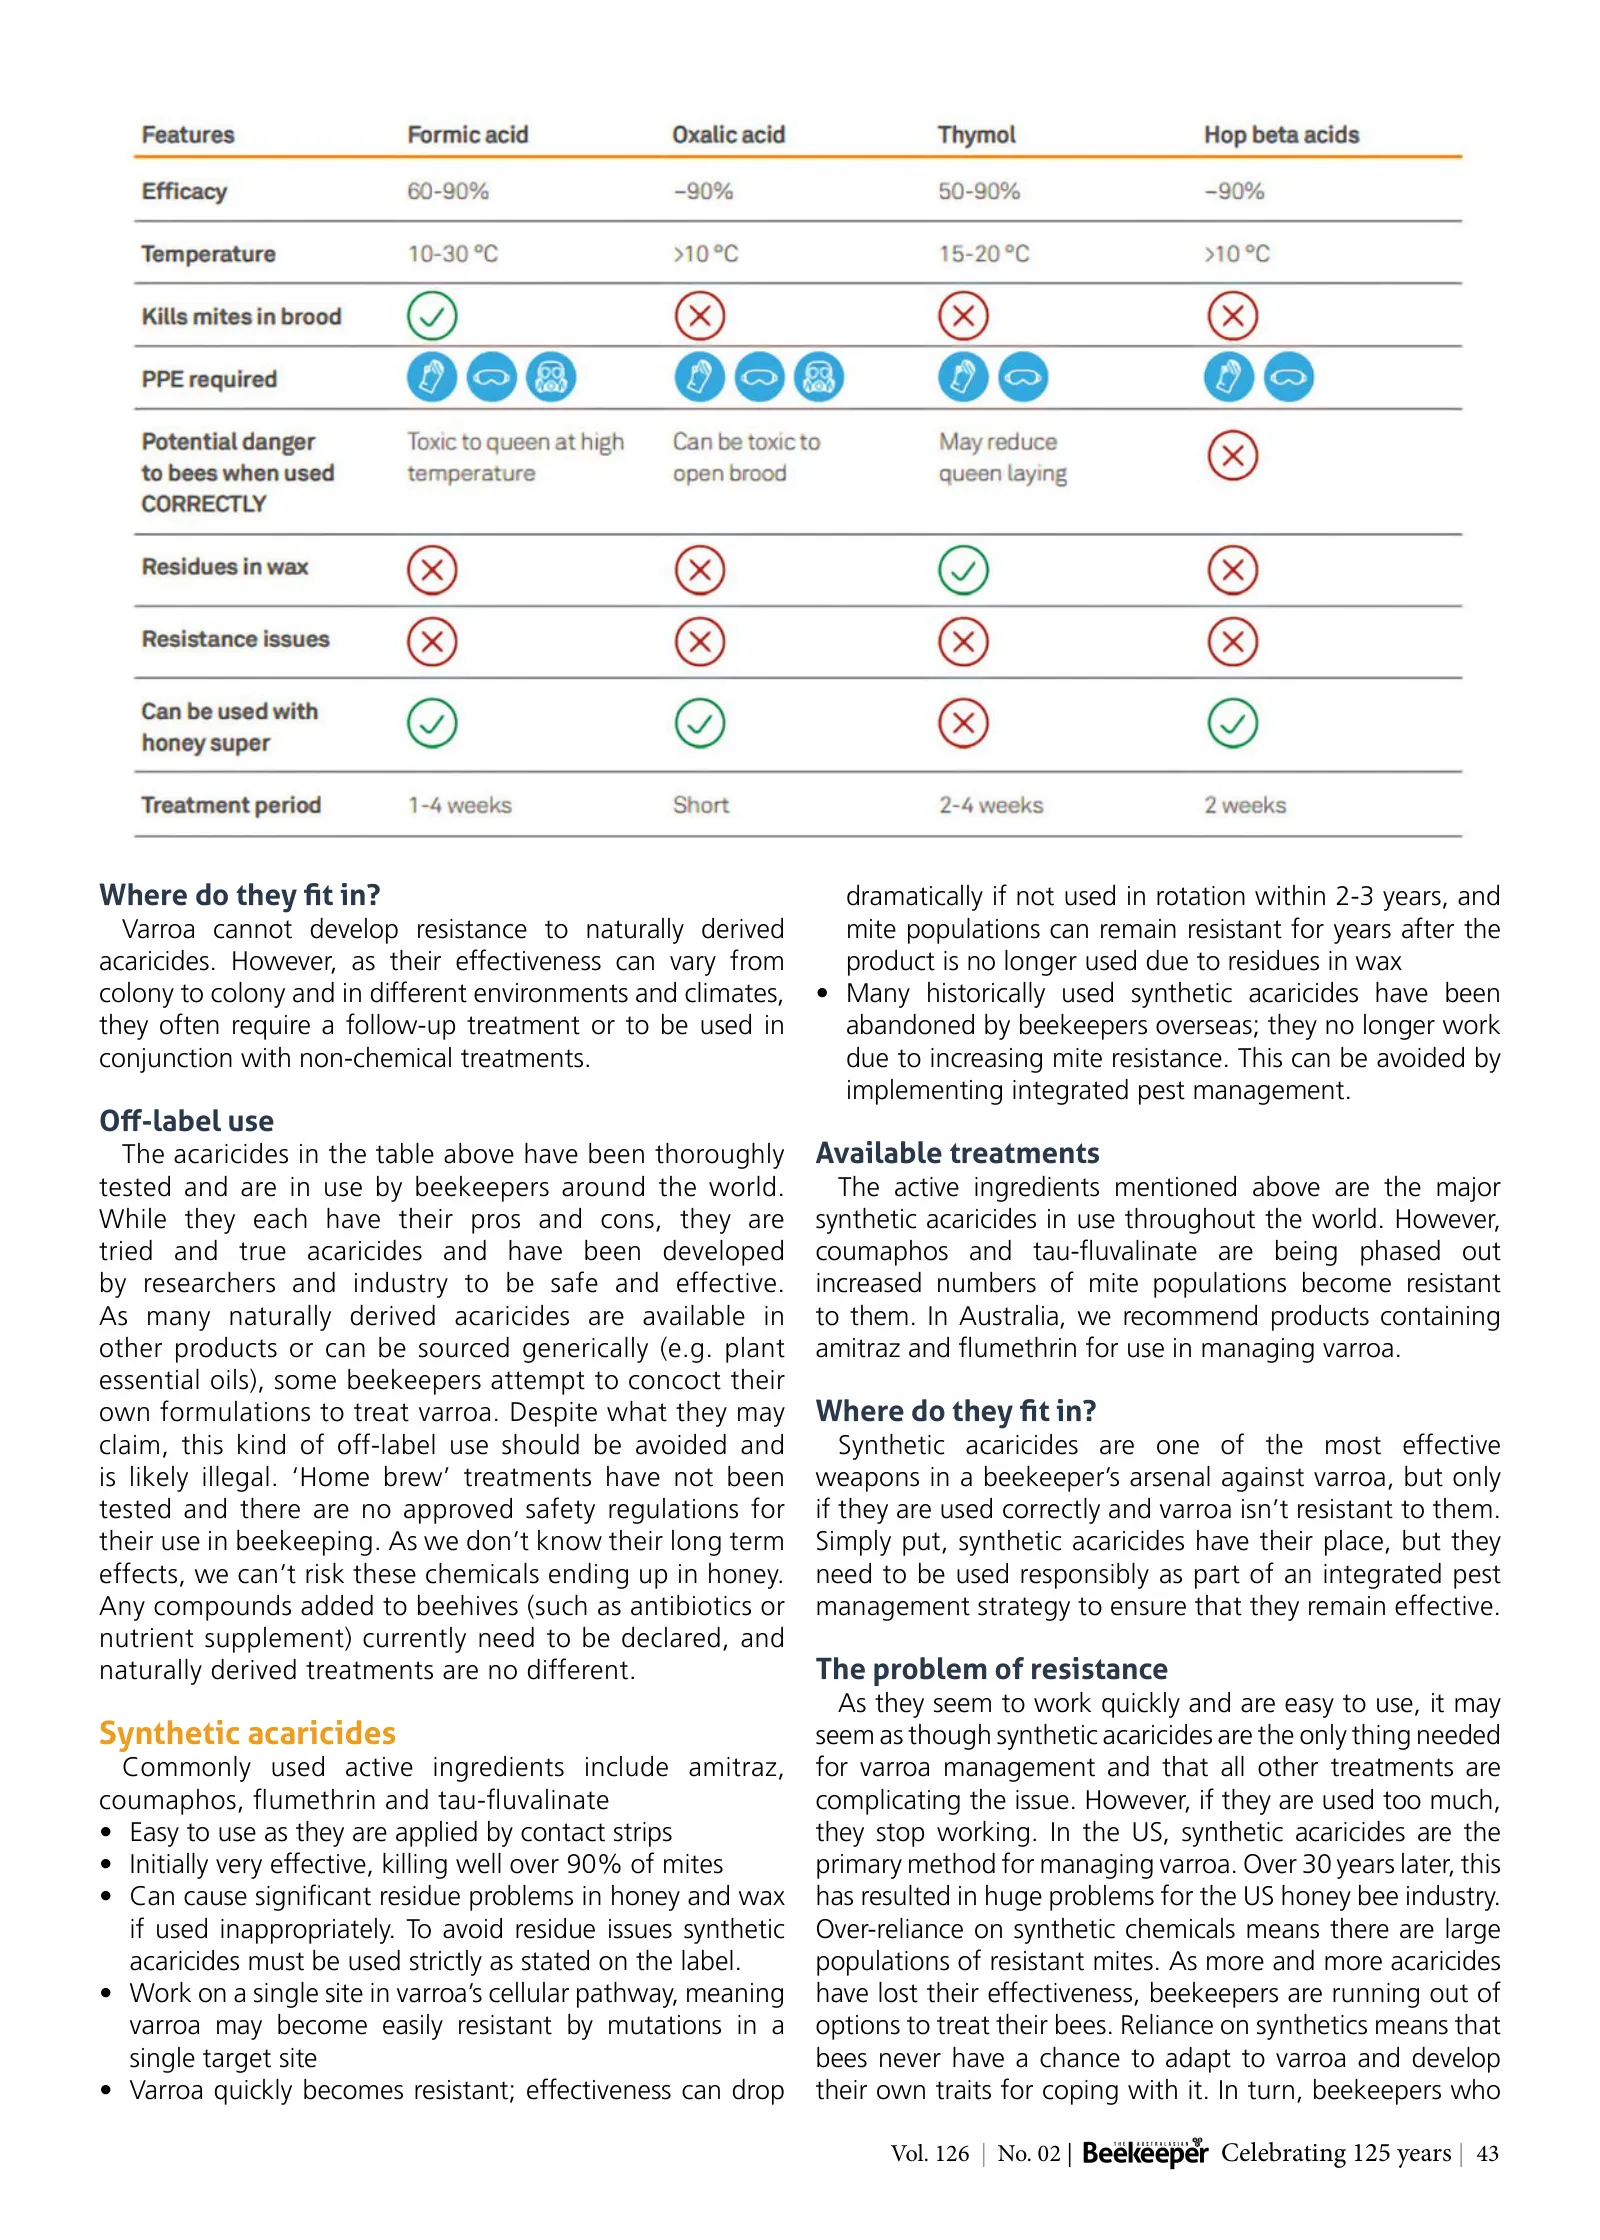 Features Formic acid Oxalic acid Thymol Hop beta acids
Efficacy 60-90% ~90% 50-90% ~90%
Temperature 10-30 °C >10 °C 15-20 °C >10 °C
Kills mites in brood
PPE required
Potential danger Toxic to queen at high Can be toxic to May reduce
to bees when used temperature open brood queen laying
CORRECTLY
Residues in wax
Resistance issues
Can be used with
honey super
Treatment period 1-4 weeks Short 2-4 weeks 2 weeks
Where do they fit in?
Varroa cannot develop resistance to naturally derived
acaricides. However, as their effectiveness can vary from
colony to colony and in different environments and climates,
they often require a follow-up treatment or to be used in
conjunction with non-chemical treatments.
Off-label use
The acaricides in the table above have been thoroughly
tested and are in use by beekeepers around the world.
While they each have their pros and cons, they are
tried and true acaricides and have been developed
by researchers and industry to be safe and effective.
As many naturally derived acaricides are available in
other products or can be sourced generically (e.g. plant
essential oils), some beekeepers attempt to concoct their
own formulations to treat varroa. Despite what they may
claim, this kind of off-label use should be avoided and
is likely illegal. ‘Home brew’ treatments have not been
tested and there are no approved safety regulations for
their use in beekeeping. As we don’t know their long term
effects, we can’t risk these chemicals ending up in honey.
Any compounds added to beehives (such as antibiotics or
nutrient supplement) currently need to be declared, and
naturally derived treatments are no different.
Synthetic acaricides
Commonly used active ingredients include amitraz,
coumaphos, flumethrin and tau-fluvalinate
• Easy to use as they are applied by contact strips
• Initially very effective, killing well over 90% of mites
• Can cause significant residue problems in honey and wax
if used inappropriately. To avoid residue issues synthetic
acaricides must be used strictly as stated on the label.
• Work on a single site in varroa’s cellular pathway, meaning
varroa may become easily resistant by mutations in a
single target site
• Varroa quickly becomes resistant; effectiveness can drop
dramatically if not used in rotation within 2-3 years, and
mite populations can remain resistant for years after the
product is no longer used due to residues in wax
• Many historically used synthetic acaricides have been
abandoned by beekeepers overseas; they no longer work
due to increasing mite resistance. This can be avoided by
implementing integrated pest management.
Available treatments
The active ingredients mentioned above are the major
synthetic acaricides in use throughout the world. However,
coumaphos and tau-fluvalinate are being phased out
increased numbers of mite populations become resistant
to them. In Australia, we recommend products containing
amitraz and flumethrin for use in managing varroa.
Where do they fit in?
Synthetic acaricides are one of the most effective
weapons in a beekeeper’s arsenal against varroa, but only
if they are used correctly and varroa isn’t resistant to them.
Simply put, synthetic acaricides have their place, but they
need to be used responsibly as part of an integrated pest
management strategy to ensure that they remain effective.
The problem of resistance
As they seem to work quickly and are easy to use, it may
seem as though synthetic acaricides are the only thing needed
for varroa management and that all other treatments are
complicating the issue. However, if they are used too much,
they stop working. In the US, synthetic acaricides are the
primary method for managing varroa. Over 30 years later, this
has resulted in huge problems for the US honey bee industry.
Over-reliance on synthetic chemicals means there are large
populations of resistant mites. As more and more acaricides
have lost their effectiveness, beekeepers are running out of
options to treat their bees. Reliance on synthetics means that
bees never have a chance to adapt to varroa and develop
their own traits for coping with it. In turn, beekeepers who
Vol. 126 | No. 02 | THE AUSTRALASIAN Beekeeper Celebrating 125 years | 43